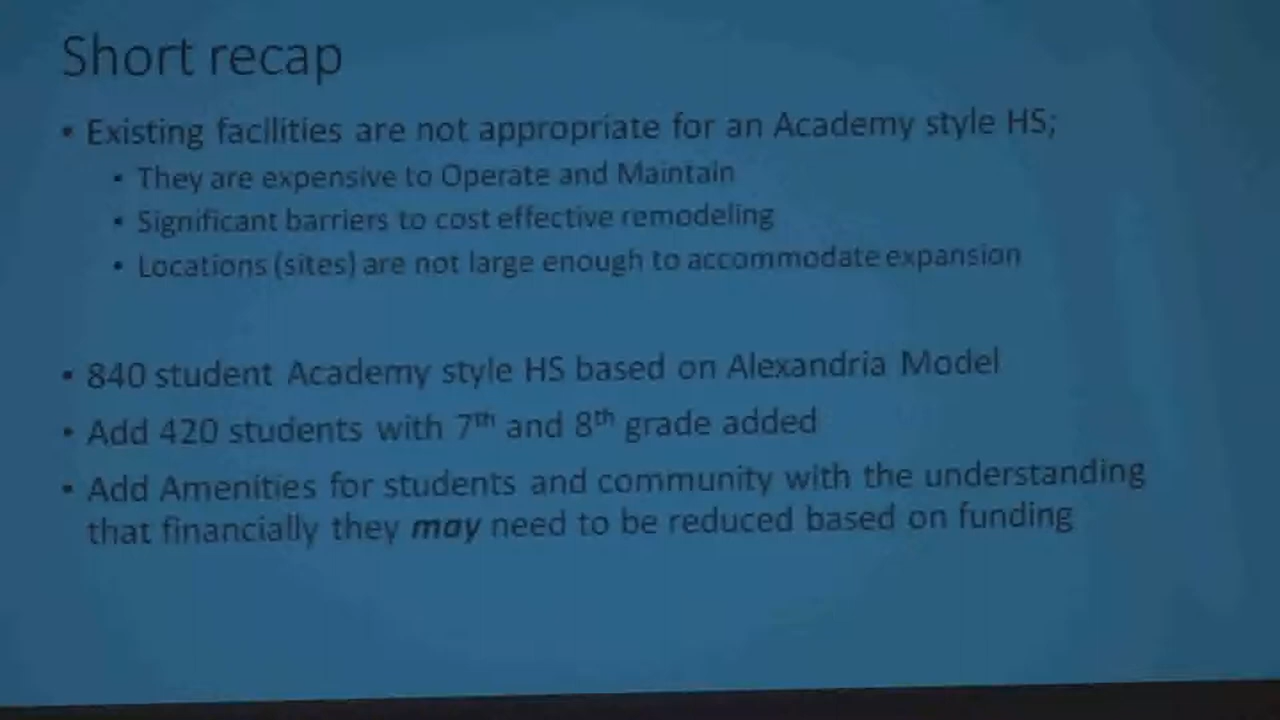 Short recap
• Existing facilities are not appropriate for an Academy style HS;
• They are expensive to Operate and Maintain
• Significant barriers to cost effective remodeling
• Locations (sites) are not large enough to accommodate expansion
• 840 student Academy style HS based on Alexandria Model
• Add 420 students with 7th and 8th grade added
• Add Amenities for students and community with the understanding
that financially they may need to be reduced based on funding